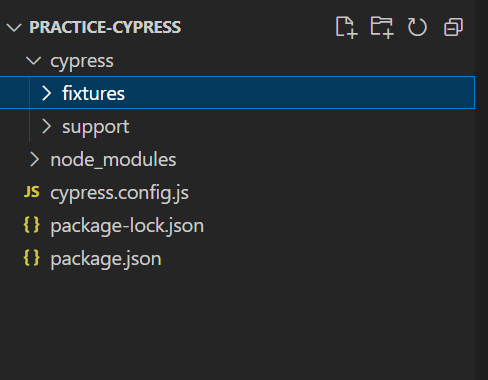 PRACTICE-CYPRESS
cypress
fixtures
support
node_modules
JS cypress.config.js
{} package-lock.json
{} package.json